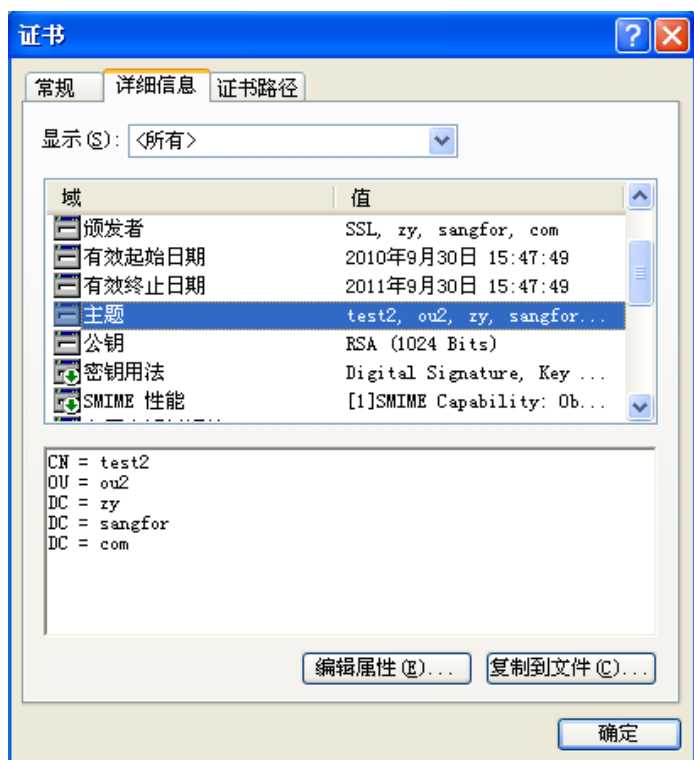 证书
常规 详细信息 证书路径
显示(S): <所有>
域 值
颁发者 SSL, zy, sangfor, com
有效起始日期 2010年9月30日 15:47:49
有效终止日期 2011年9月30日 15:47:49
主题 test2, ou2, zy, sangfor...
公钥 RSA (1024 Bits)
密钥用法 Digital Signature, Key ...
SMIME 性能 [1]SMIME Capability: Ob...
CN = test2
OU = ou2
DC = zy
DC = sangfor
DC = com
编辑属性(E)... 复制到文件(C)...
确定